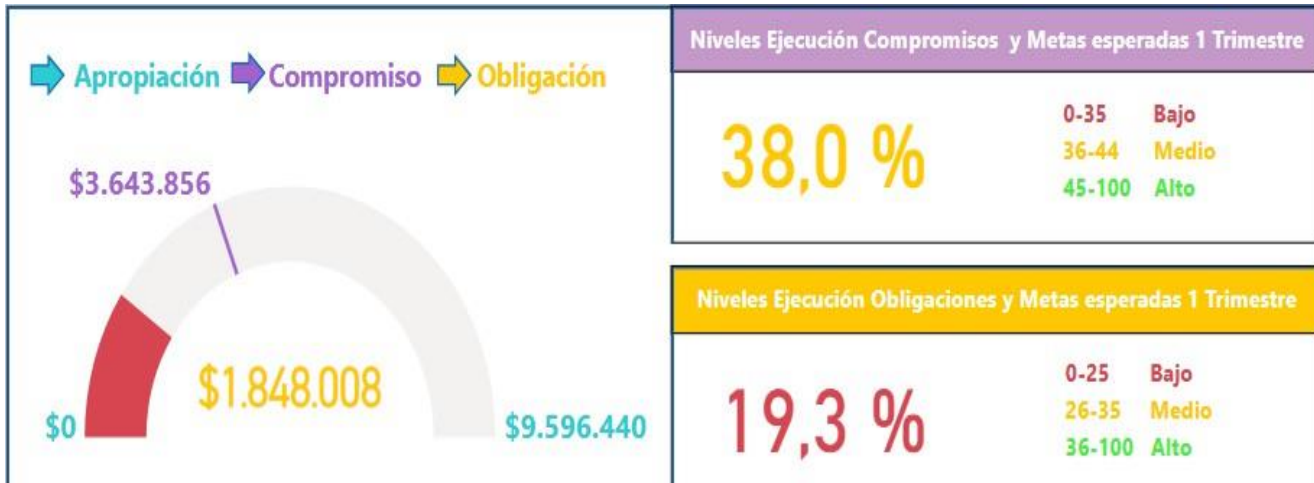 Apropiación Compromiso Obligación
$3.643.856
$1.848.008
$0
$9.596.440
Niveles Ejecución Compromisos y Metas esperadas 1 Trimestre
38,0 %
0-35 Bajo
36-44 Medio
45-100 Alto
Niveles Ejecución Obligaciones y Metas esperadas 1 Trimestre
19,3 %
0-25 Bajo
26-35 Medio
36-100 Alto